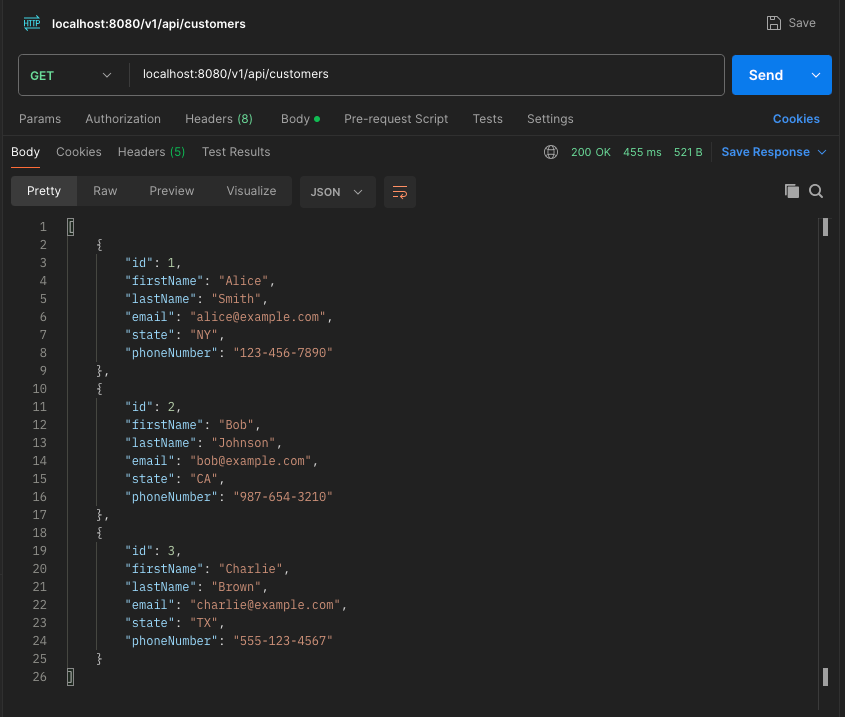 HTTP localhost:8080/v1/api/customers Save
GET localhost:8080/v1/api/customers Send
Params Authorization Headers (8) Body Pre-request Script Tests Settings Cookies
Body Cookies Headers (5) Test Results 200 OK 455 ms 521 B Save Response
Pretty Raw Preview Visualize JSON
1 [
2 {
3 "id": 1,
4 "firstName": "Alice",
5 "lastName": "Smith",
6 "email": "alice@example.com",
7 "state": "NY",
8 "phoneNumber": "123-456-7890"
9 },
10 {
11 "id": 2,
12 "firstName": "Bob",
13 "lastName": "Johnson",
14 "email": "bob@example.com",
15 "state": "CA",
16 "phoneNumber": "987-654-3210"
17 },
18 {
19 "id": 3,
20 "firstName": "Charlie",
21 "lastName": "Brown",
22 "email": "charlie@example.com",
23 "state": "TX",
24 "phoneNumber": "555-123-4567"
25 }
26 ]